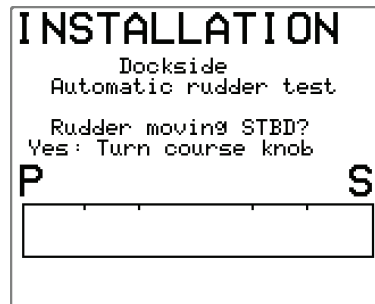 INSTALLATION
Dockside
Automatic rudder test
Rudder moving STBD?
Yes: Turn course knob
P S